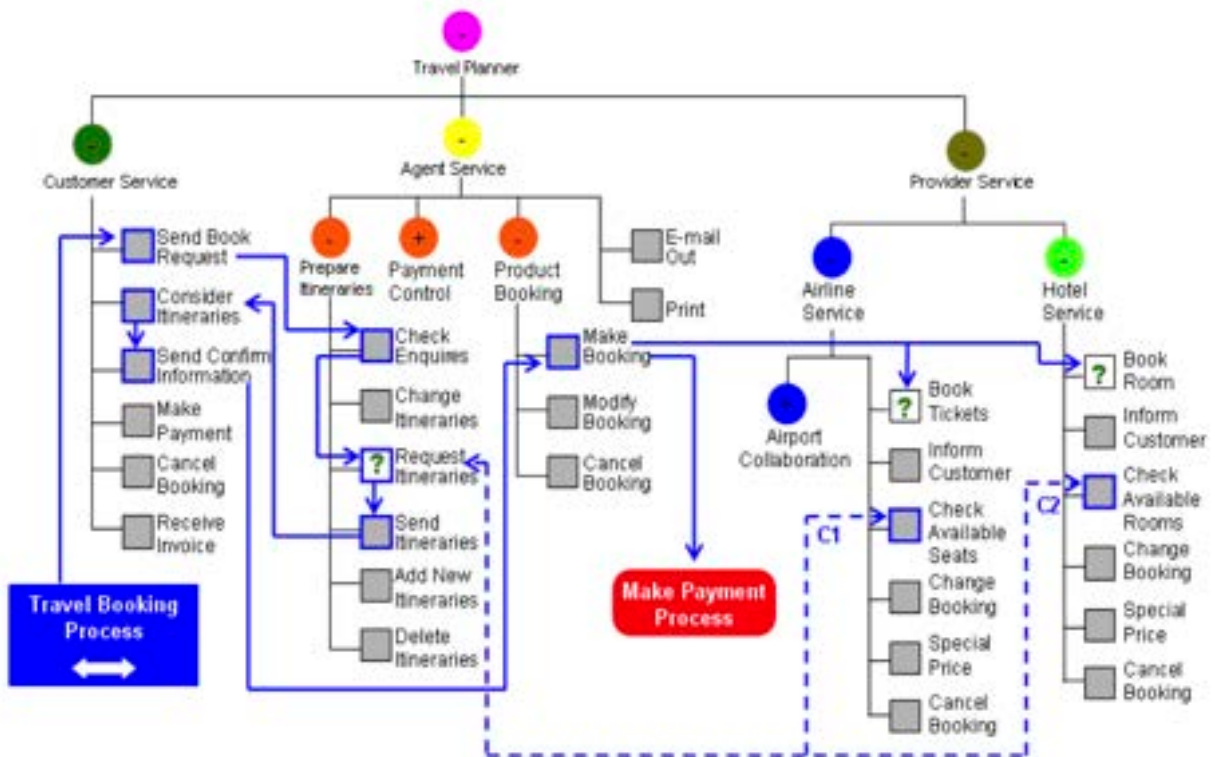 Travel Planner
Customer Service
Agent Service
Provider Service
Send Book
Request
Consider
Itineraries
Send Confirm
Information
Make
Payment
Cancel
Booking
Receive
Invoice
Travel Booking
Process
Prepare
Itineraries
+
Payment
Control
Product
Booking
E-mail
Out
Print
Check
Enquires
Change
Itineraries
?
Request
Itineraries
Send
Itineraries
Add New
Itineraries
Delete
Itineraries
Make
Booking
Modify
Booking
Cancel
Booking
Make Payment
Process
Airline
Service
Airport
Collaboration
?
Book
Tickets
Inform
Customer
C1
Check
Available
Seats
Change
Booking
Special
Price
Cancel
Booking
Hotel
Service
?
Book
Room
Inform
Customer
C2
Check
Available
Rooms
Change
Booking
Special
Price
Cancel
Booking